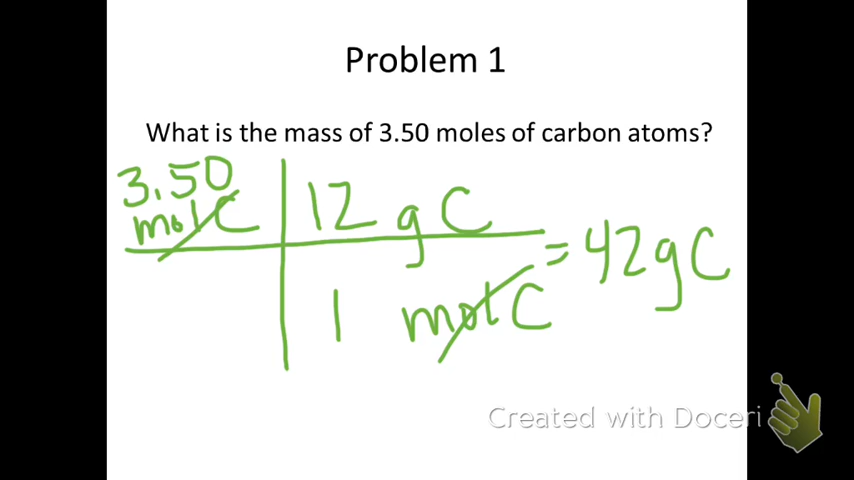 Problem 1
What is the mass of 3.50 moles of carbon atoms?
3.50
mol C
12 g C
1 mol C
= 42 g C
Created with Doceri